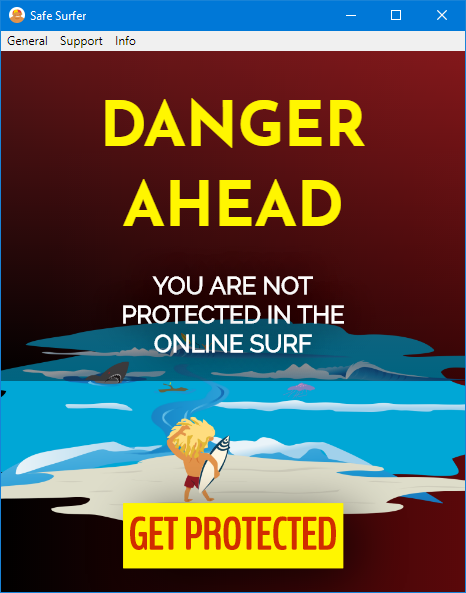 Safe Surfer
General Support Info
DANGER
AHEAD
YOU ARE NOT
PROTECTED IN THE
ONLINE SURF
GET PROTECTED